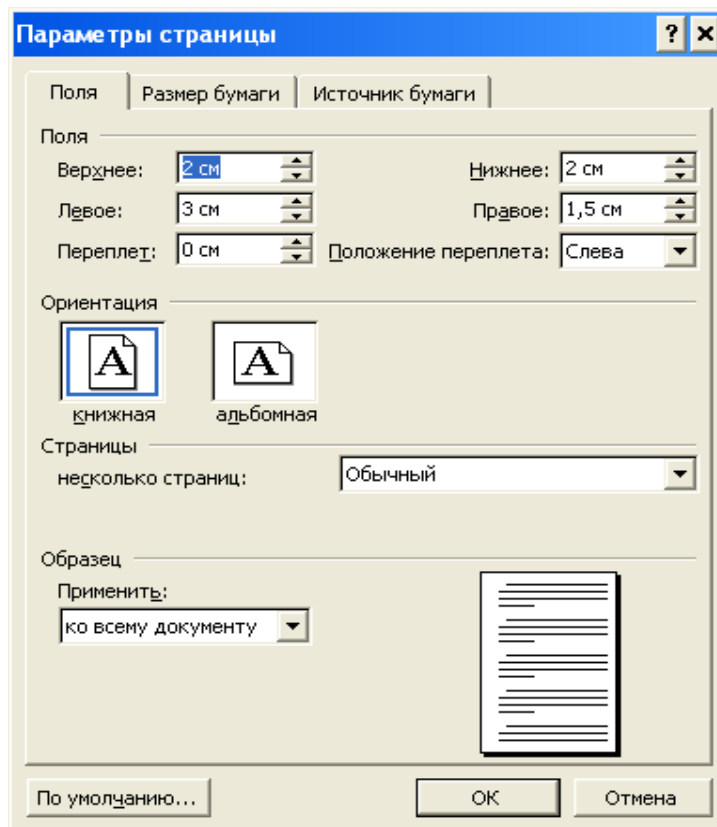 Параметры страницы
Поля Размер бумаги Источник бумаги
Поля
Верхнее: 2 см Нижнее: 2 см
Левое: 3 см Правое: 1,5 см
Переплет: 0 см Положение переплета: Слева
Ориентация
A A
книжная альбомная
Страницы
несколько страниц: Обычный
Образец
Применить:
ко всему документу
По умолчанию... ОК Отмена